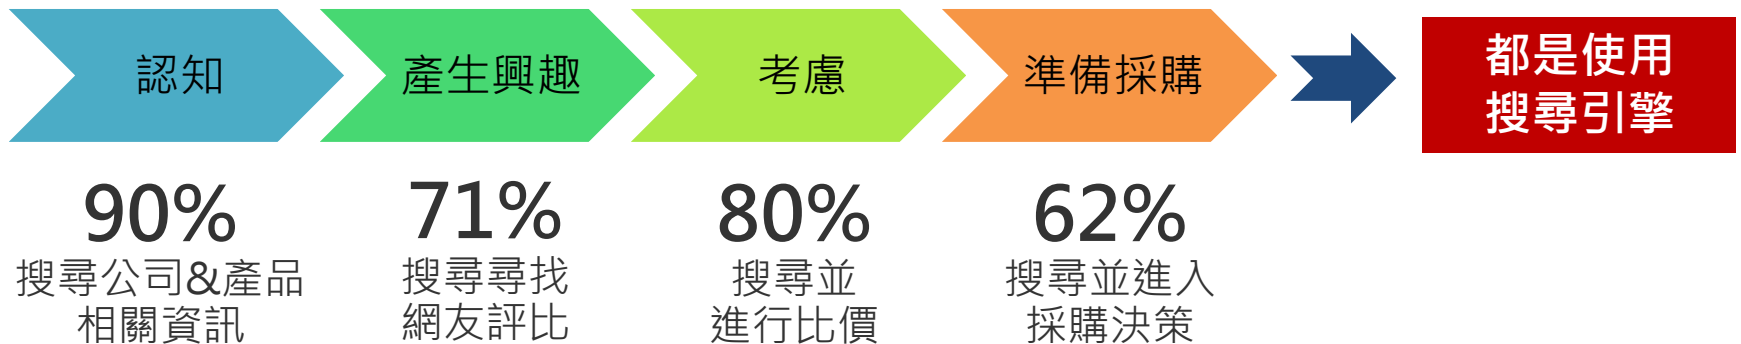 認知
產生興趣
考慮
準備採購
都是使用
搜尋引擎
90%
搜尋公司&產品
相關資訊
71%
搜尋尋找
網友評比
80%
搜尋並
進行比價
62%
搜尋並進入
採購決策